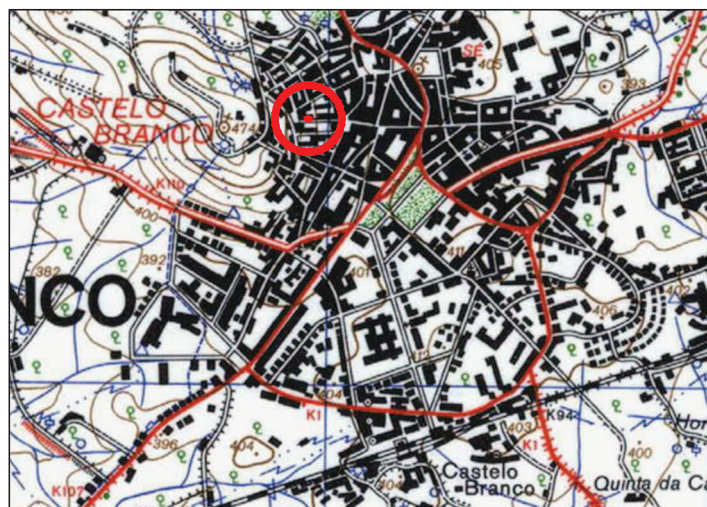 SÉ
405
393
CASTELO
BRANCO
474
K110
400
392
382
NCO
401
411
402
406
412
404
K1
396
404
403
K94
K1
Hor
400
K107
Castelo
Branco
Quinta da Ca